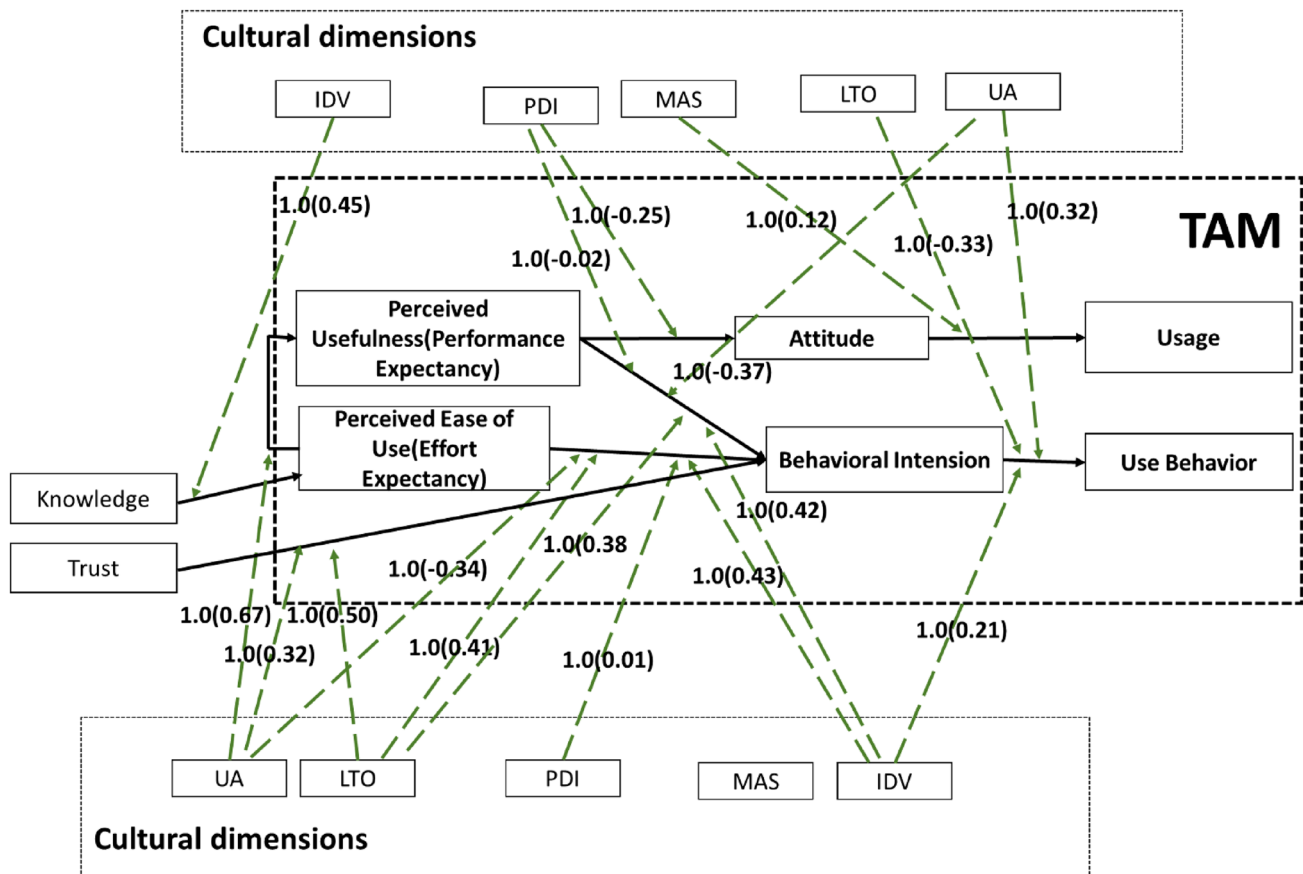 Cultural dimensions
IDV
PDI
MAS
LTO
UA
1.0(0.45)
1.0(-0.25)
1.0(0.12)
1.0(0.32)
1.0(-0.02)
1.0(-0.33)
TAM
Perceived
Usefulness(Performance
Expectancy)
Attitude
Usage
1.0(-0.37)
Perceived Ease of
Use(Effort
Expectancy)
Behavioral Intension
Use Behavior
Knowledge
Trust
1.0(0.42)
1.0(0.38
1.0(-0.34)
1.0(0.43)
1.0(0.67)
1.0(0.50)
1.0(0.32)
1.0(0.41)
1.0(0.01)
1.0(0.21)
UA
LTO
PDI
MAS
IDV
Cultural dimensions